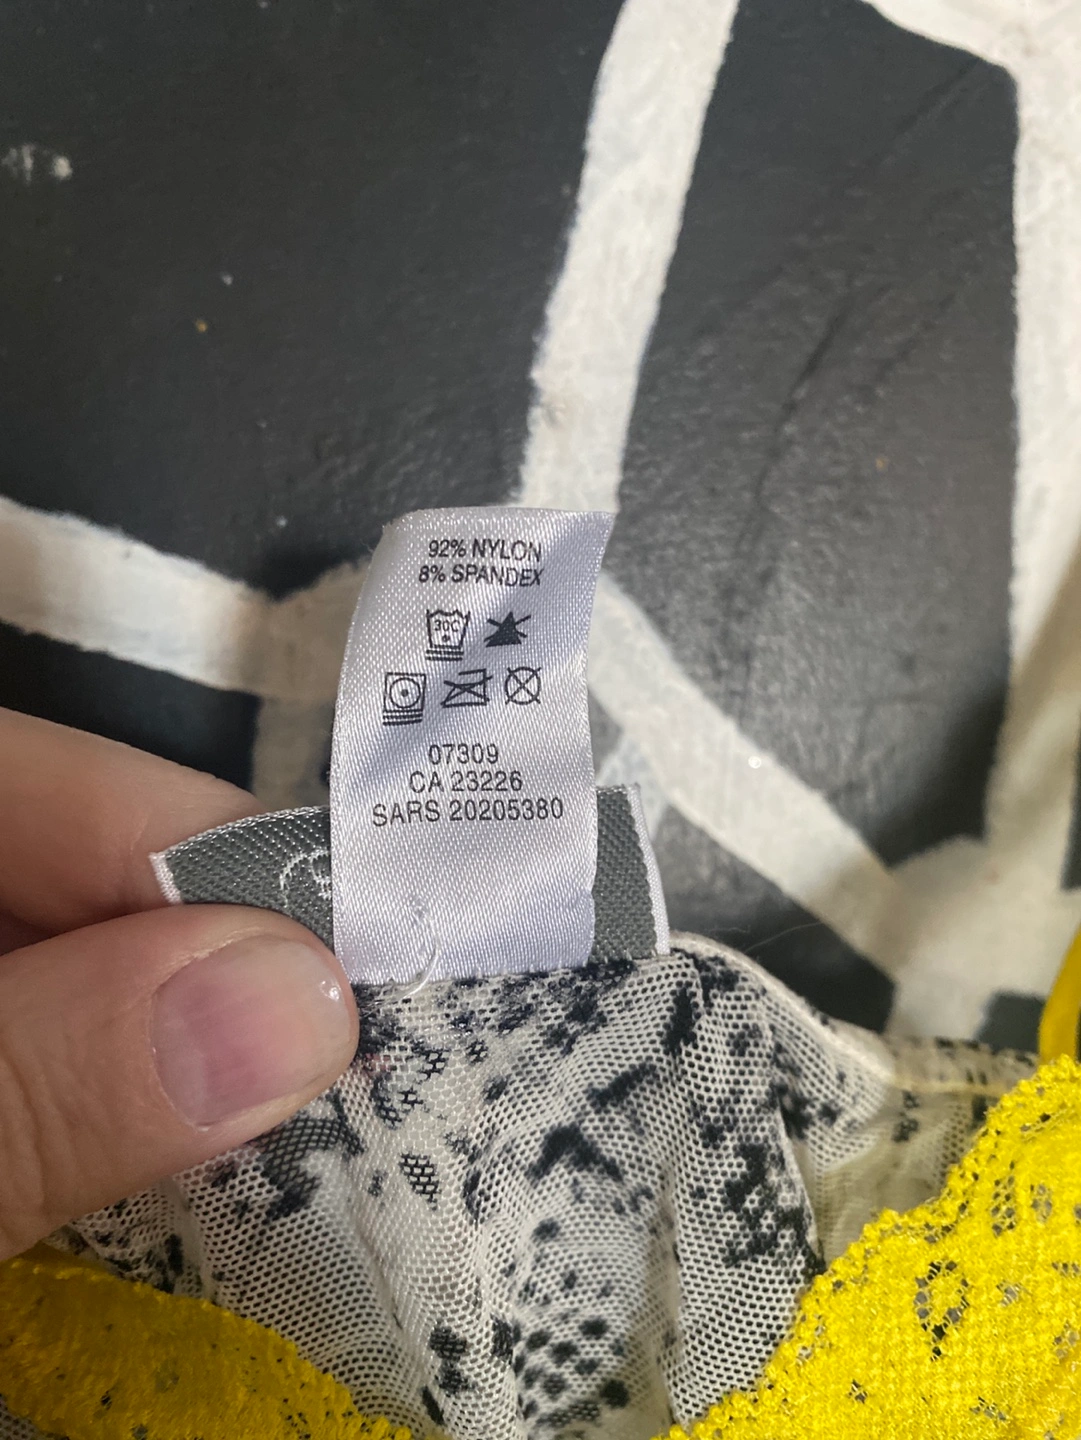 92% NYLON
8% SPANDEX
30C
07309
CA 23226
SARS 20205380